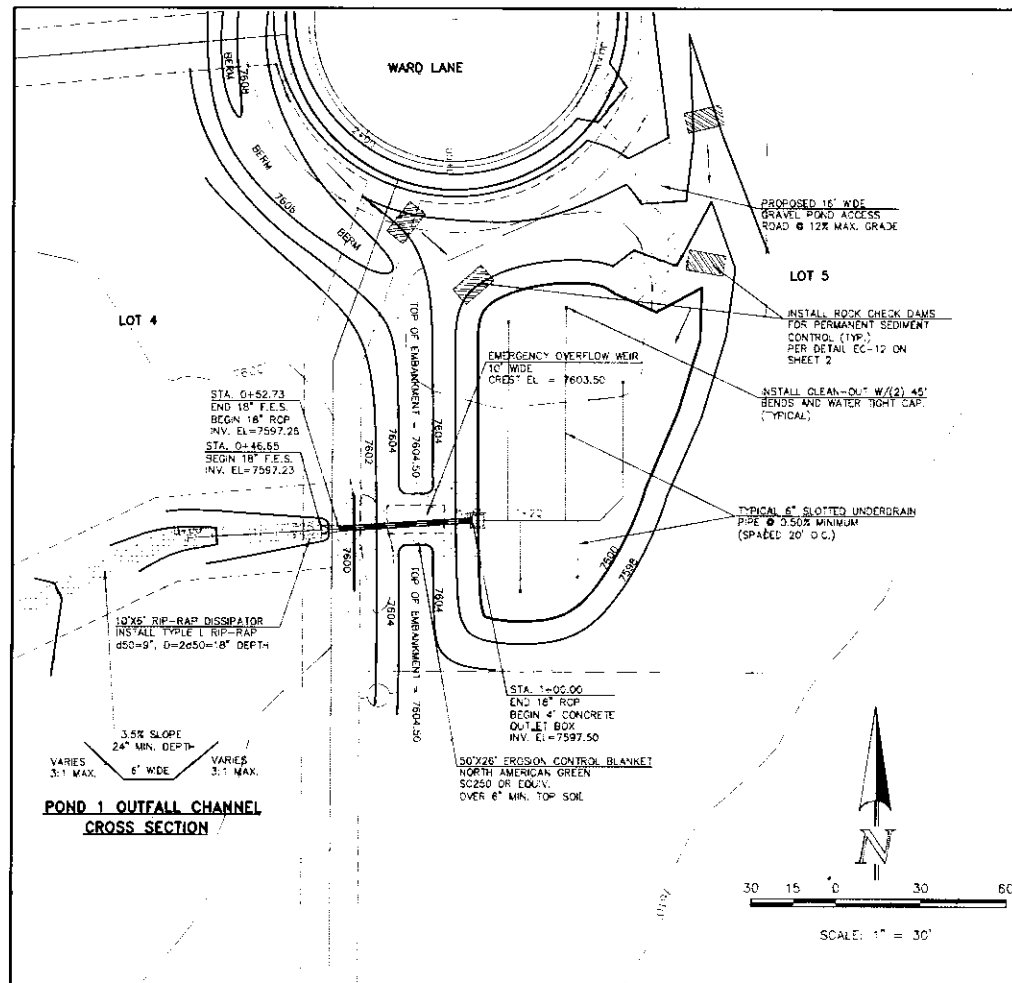 WARD LANE
BERM
7608
BERM
7606
BERM
2+00
PROPOSED 16' WIDE
GRAVEL POND ACCESS
ROAD @ 12% MAX. GRADE
LOT 5
LOT 4
INSTALL ROCK CHECK DAMS
FOR PERMANENT SEDIMENT
CONTROL (TYP.)
PER DETAIL EC-12 ON
SHEET 2
TOP OF EMBANKMENT = 7604.50
EMERGENCY OVERFLOW WEIR
10' WIDE
CREST EL = 7603.50
INSTALL CLEAN-OUT W/(2) 45°
BENDS AND WATER TIGHT CAP.
(TYPICAL)
STA. 0+52.73
END 18" F.E.S.
BEGIN 18" RCP
INV. EL=7597.26
STA. 0+46.65
BEGIN 18" F.E.S.
INV. EL=7597.23
7602
7604
7604
TYPICAL 6" SLOTTED UNDERDRAIN
PIPE @ 0.50% MINIMUM
(SPACED 20' O.C.)
7600
7604
7604
7600
7598
TOP OF EMBANKMENT = 7604.50
10'X6' RIP-RAP DISSIPATOR
INSTALL TYPLE L RIP-RAP
d50=9", D=2d50=18" DEPTH
STA. 1+00.00
END 18" RCP
BEGIN 4' CONCRETE
OUTLET BOX
INV. EL=7597.50
3.5% SLOPE
24" MIN. DEPTH
VARIES
3:1 MAX.
6' WIDE
VARIES
3:1 MAX.
50'X26' EROSION CONTROL BLANKET
NORTH AMERICAN GREEN
SC250 OR EQUIV.
OVER 6" MIN. TOP SOIL
POND 1 OUTFALL CHANNEL
CROSS SECTION
N
30 15 0 30 60
SCALE: 1" = 30'